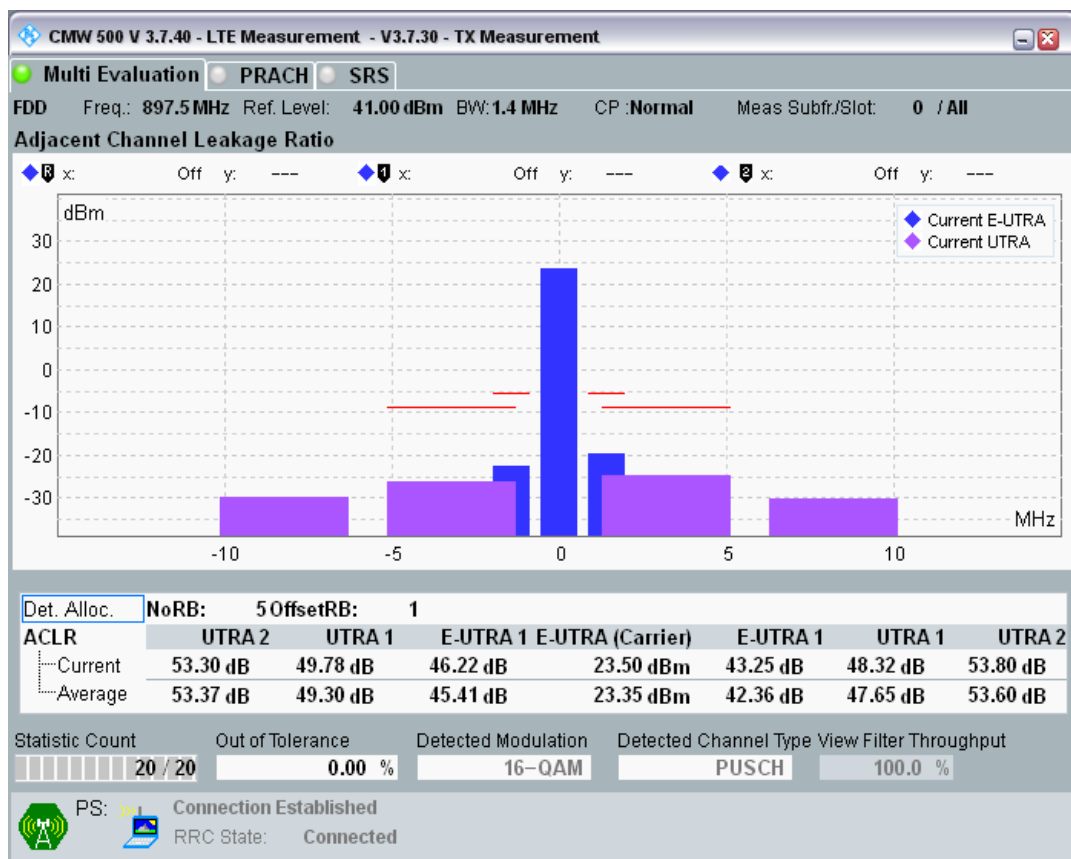 CMW 500 V 3.7.40 - LTE Measurement - V3.7.30 - TX Measurement
Multi Evaluation PRACH SRS
FDD Freq.: 897.5 MHz Ref. Level: 41.00 dBm BW: 1.4 MHz CP :Normal Meas Subfr./Slot: 0 / All
Adjacent Channel Leakage Ratio
R x: Off y: --- 1 x: Off y: --- 2 x: Off y: ---
dBm
Current E-UTRA
Current UTRA
30
20
10
0
-10
-20
-30
MHz
-10 -5 0 5 10
Det. Alloc. NoRB: 5 OffsetRB: 1
ACLR UTRA 2 UTRA 1 E-UTRA 1 E-UTRA (Carrier) E-UTRA 1 UTRA 1 UTRA 2
Current 53.30 dB 49.78 dB 46.22 dB 23.50 dBm 43.25 dB 48.32 dB 53.80 dB
Average 53.37 dB 49.30 dB 45.41 dB 23.35 dBm 42.36 dB 47.65 dB 53.60 dB
Statistic Count Out of Tolerance Detected Modulation Detected Channel Type View Filter Throughput
20 / 20 0.00 % 16-QAM PUSCH 100.0 %
PS: Connection Established
RRC State: Connected